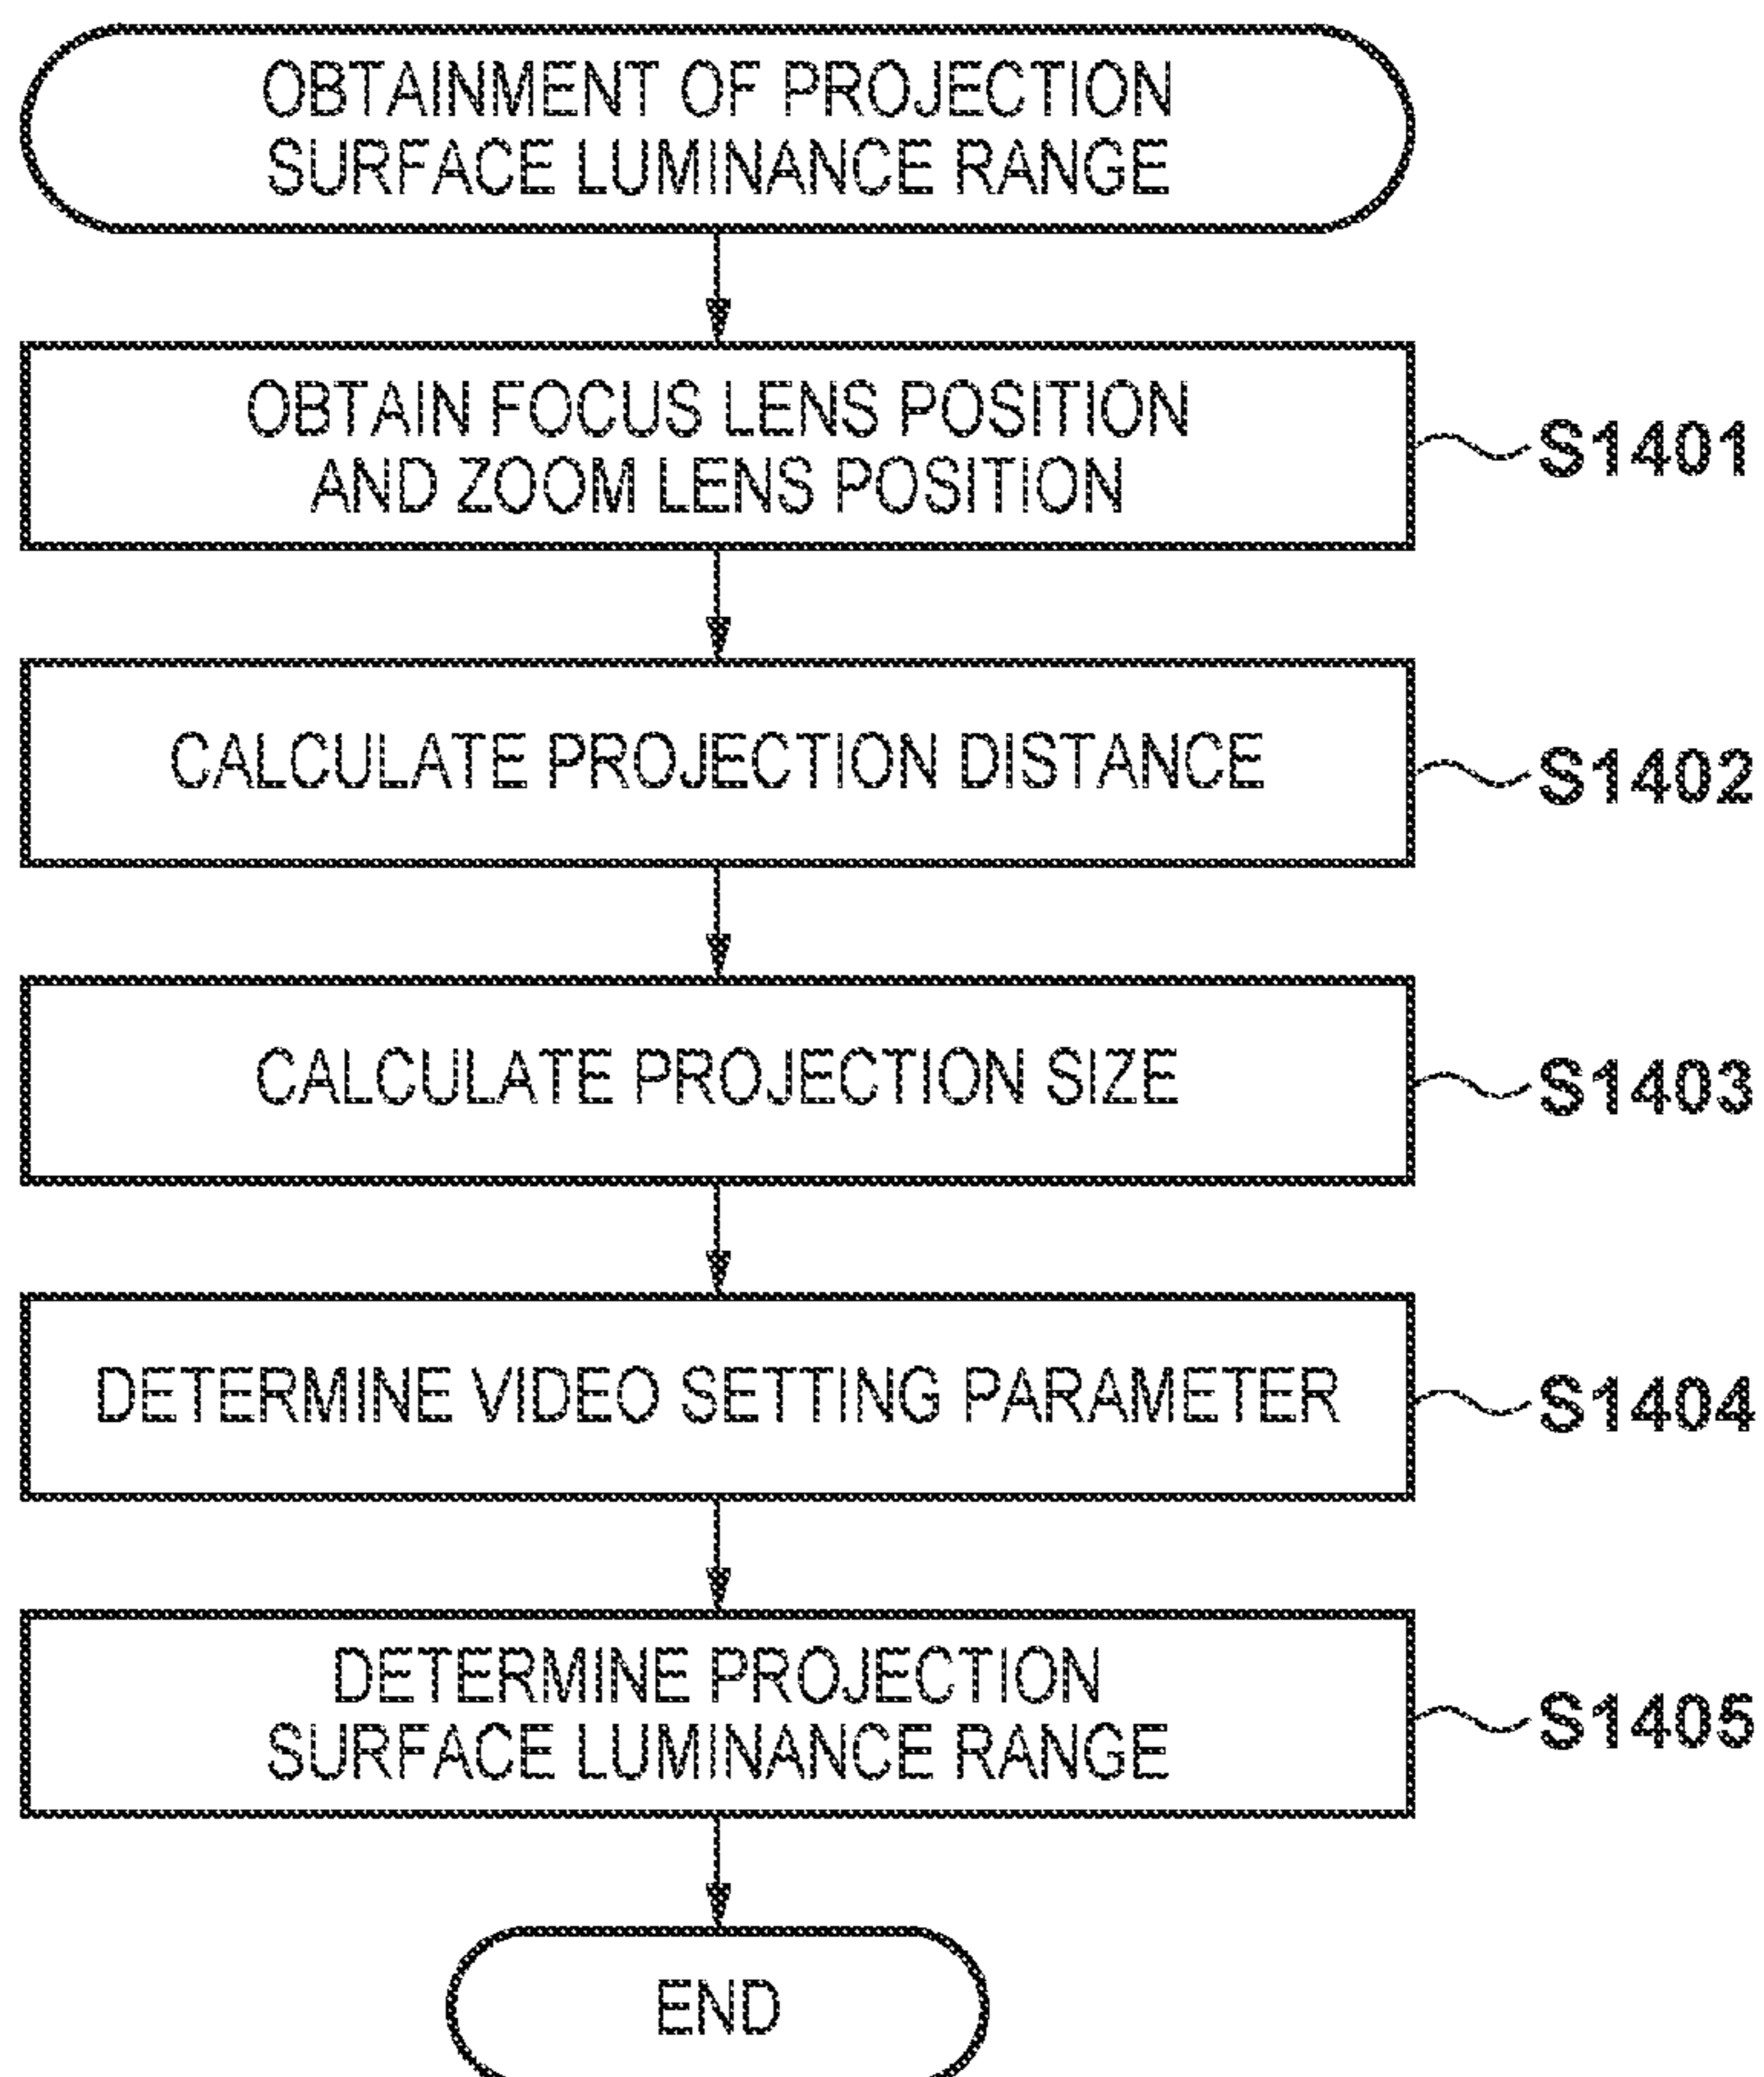 OBTAINMENT OF PROJECTION
SURFACE LUMINANCE RANGE
OBTAIN FOCUS LENS POSITION
AND ZOOM LENS POSITION
S1401
CALCULATE PROJECTION DISTANCE
S1402
CALCULATE PROJECTION SIZE
S1403
DETERMINE VIDEO SETTING PARAMETER
S1404
DETERMINE PROJECTION
SURFACE LUMINANCE RANGE
S1405
END